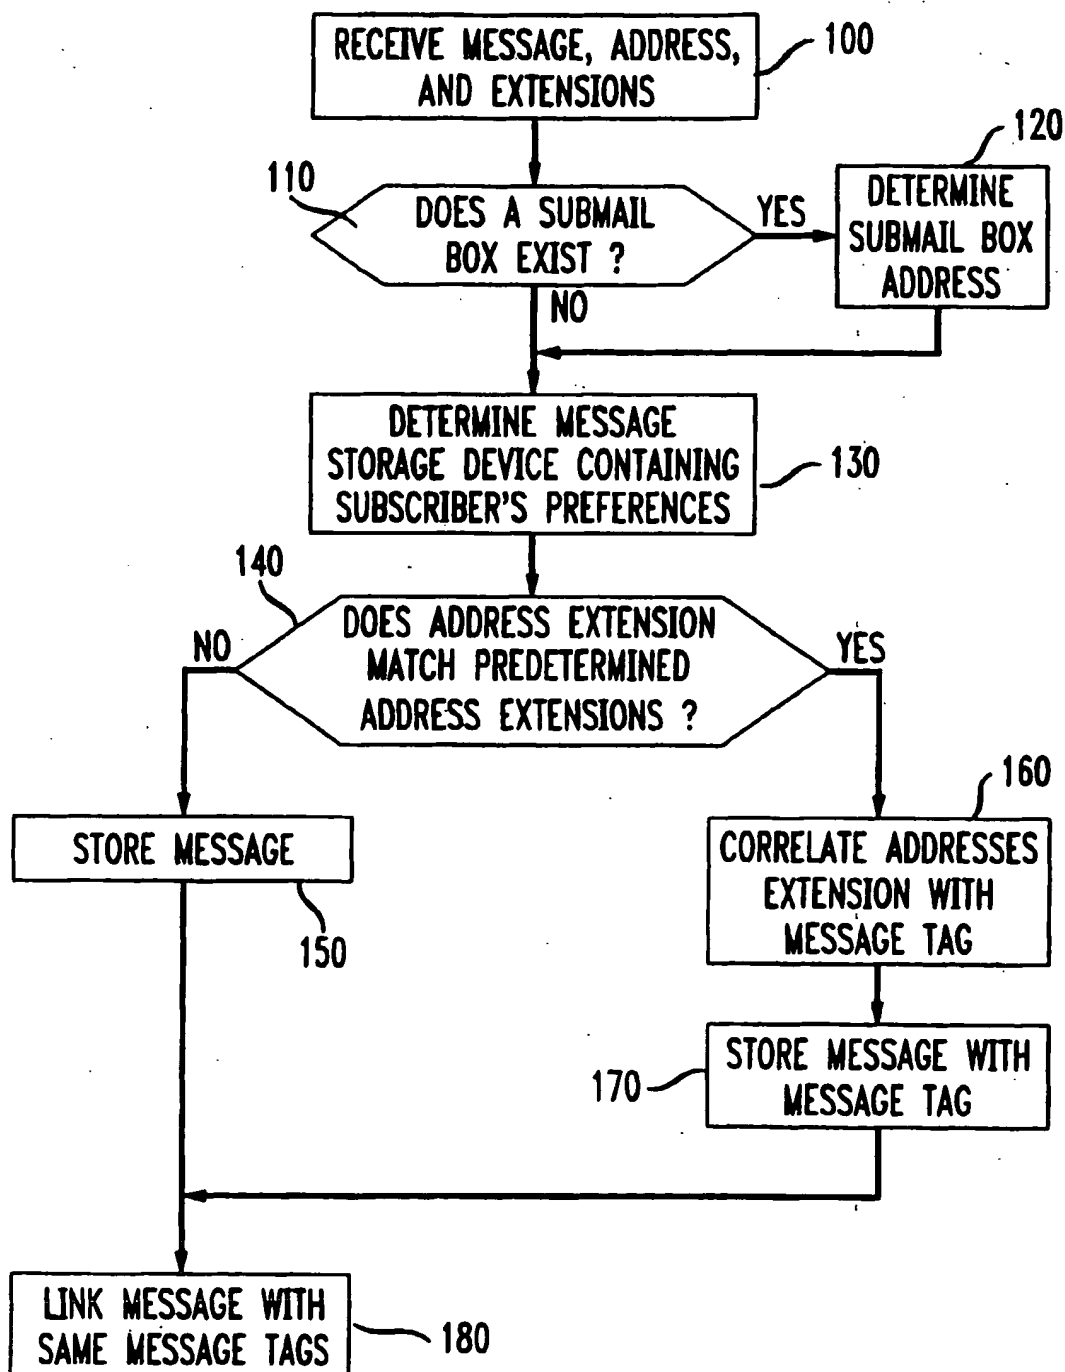 RECEIVE MESSAGE, ADDRESS,
AND EXTENSIONS
100
110
DOES A SUBMAIL
BOX EXIST ?
YES
120
DETERMINE
SUBMAIL BOX
ADDRESS
NO
DETERMINE MESSAGE
STORAGE DEVICE CONTAINING
SUBSCRIBER'S PREFERENCES
130
140
DOES ADDRESS EXTENSION
MATCH PREDETERMINED
ADDRESS EXTENSIONS ?
NO
YES
STORE MESSAGE
150
160
CORRELATE ADDRESSES
EXTENSION WITH
MESSAGE TAG
170
STORE MESSAGE WITH
MESSAGE TAG
LINK MESSAGE WITH
SAME MESSAGE TAGS
180